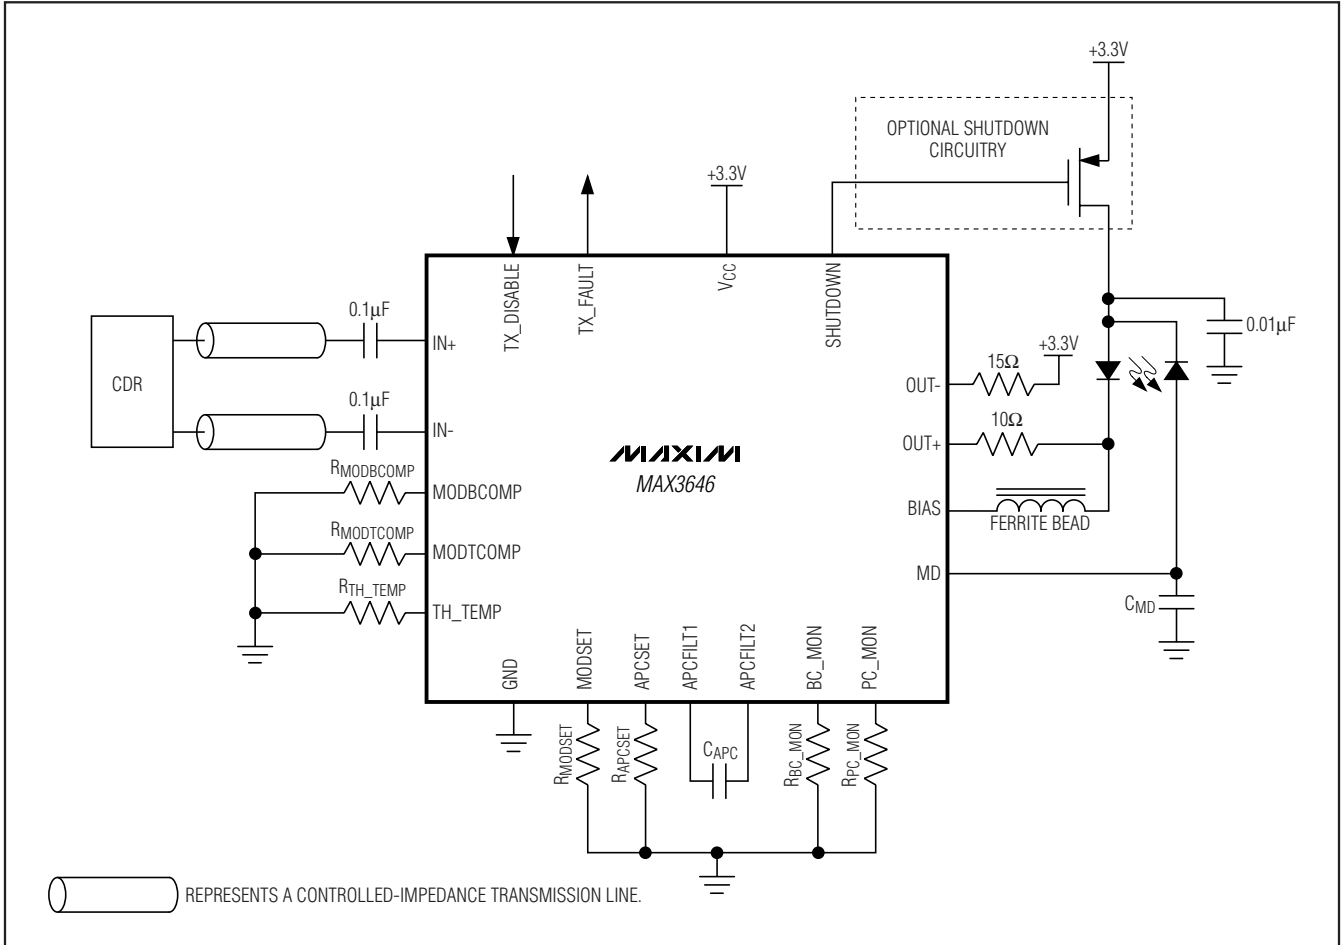 +3.3V
OPTIONAL SHUTDOWN
CIRCUITRY
+3.3V
TX_DISABLE
TX_FAULT
VCC
SHUTDOWN
0.1µF
IN+
CDR
0.1µF
IN-
0.01µF
+3.3V
15Ω
OUT-
10Ω
OUT+
MAXIM
MAX3646
RMODBCOMP
MODBCOMP
BIAS
FERRITE BEAD
RMODTCOMP
MODTCOMP
MD
RTH_TEMP
TH_TEMP
CMD
GND
MODSET
APCSET
APCFILT1
APCFILT2
BC_MON
PC_MON
RMODSET
RAPCSET
CAPC
RBC_MON
RPC_MON
REPRESENTS A CONTROLLED-IMPEDANCE TRANSMISSION LINE.